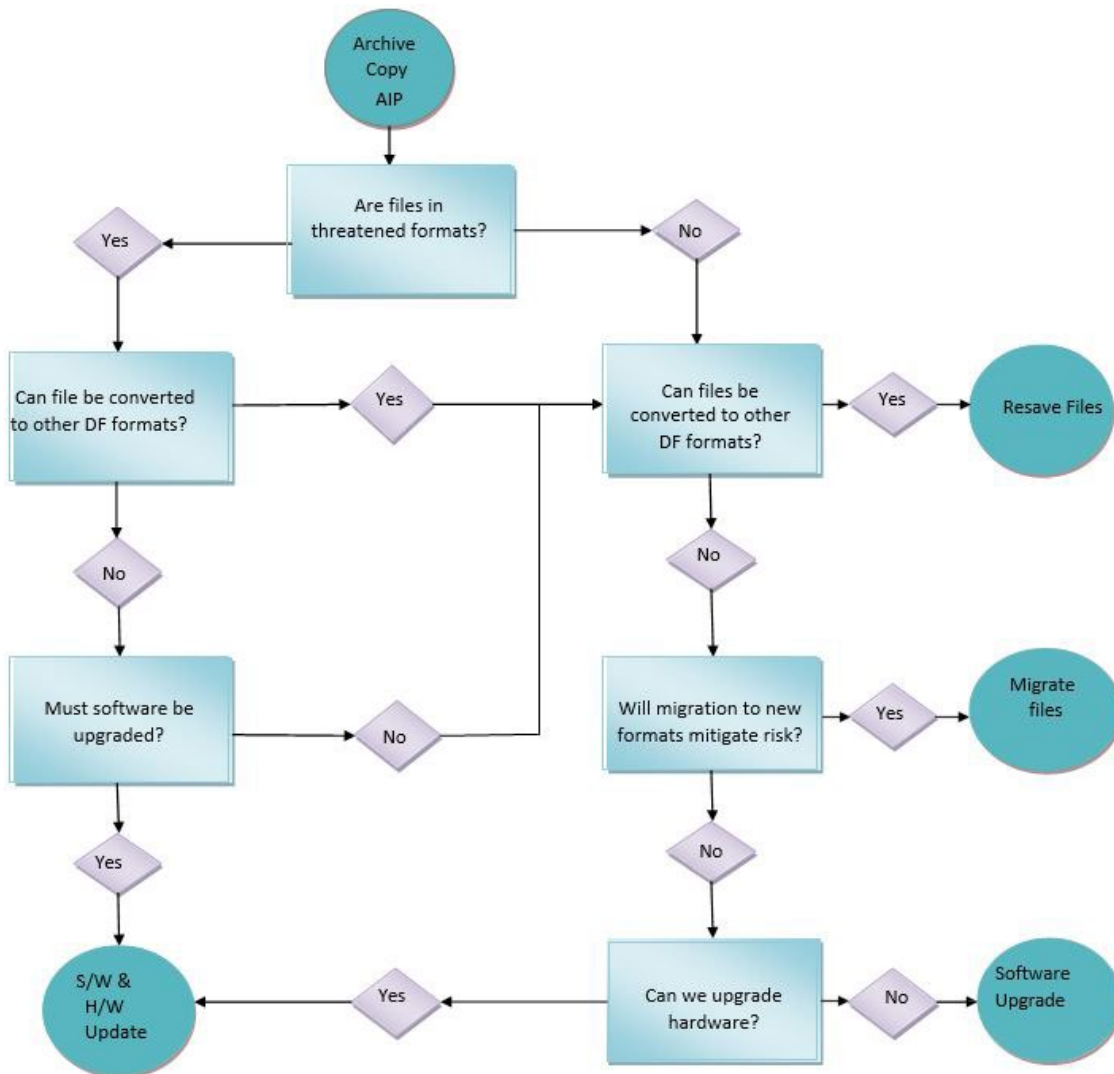 Archive
Copy
AIP
Are files in
threatened formats?
Yes
No
Can file be converted
to other DF formats?
Yes
Can files be
converted to other
DF formats?
Yes
Resave Files
No
No
Must software be
upgraded?
No
Will migration to new
formats mitigate risk?
Yes
Migrate
files
Yes
No
S/W &
H/W
Update
Yes
Can we upgrade
hardware?
No
Software
Upgrade